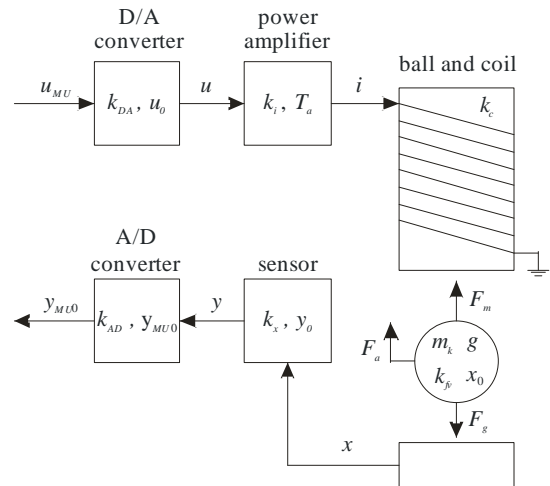 D/A
converter
power
amplifier
ball and coil
u_MU
k_DA , u_0
u
k_i , T_a
i
k_c
A/D
converter
sensor
y_MU0
k_AD , y_MU0
y
k_x , y_0
F_m
F_a
m_k g
k_fv x_0
F_g
x